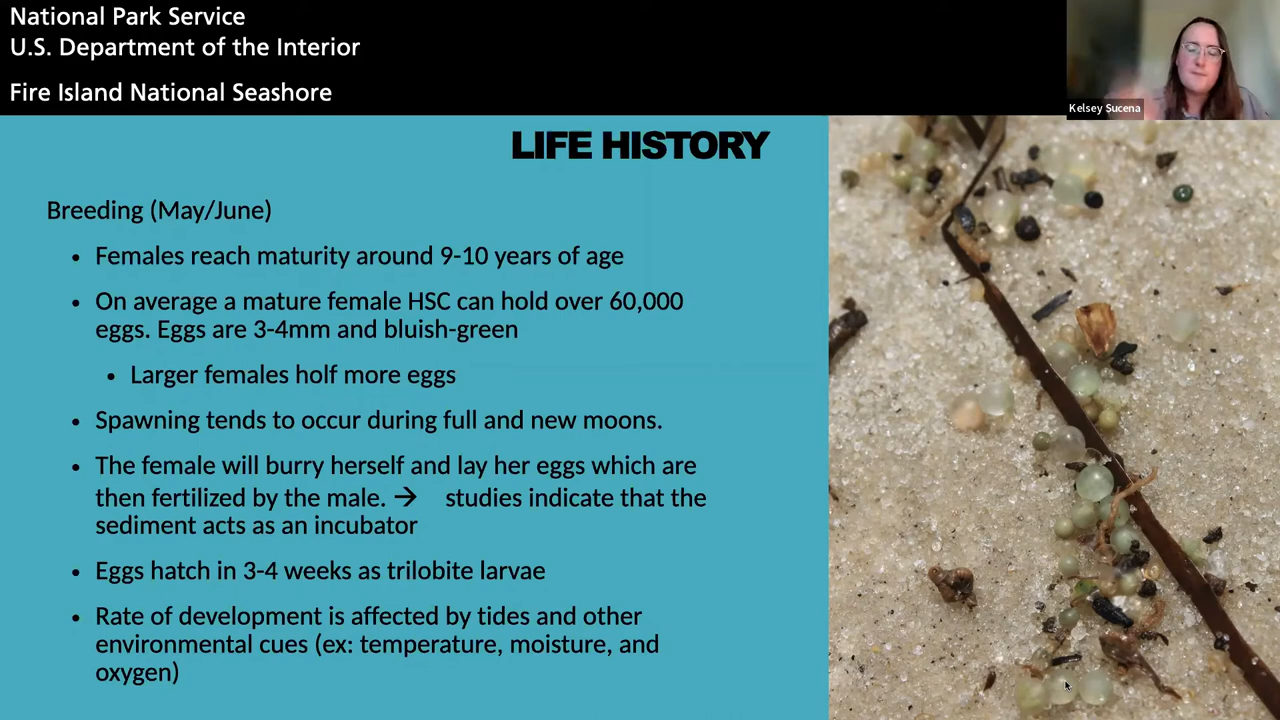 National Park Service
U.S. Department of the Interior
Fire Island National Seashore
Kelsey Sucena
LIFE HISTORY
Breeding (May/June)
• Females reach maturity around 9-10 years of age
• On average a mature female HSC can hold over 60,000
eggs. Eggs are 3-4mm and bluish-green
• Larger females holf more eggs
• Spawning tends to occur during full and new moons.
• The female will burry herself and lay her eggs which are
then fertilized by the male. → studies indicate that the
sediment acts as an incubator
• Eggs hatch in 3-4 weeks as trilobite larvae
• Rate of development is affected by tides and other
environmental cues (ex: temperature, moisture, and
oxygen)